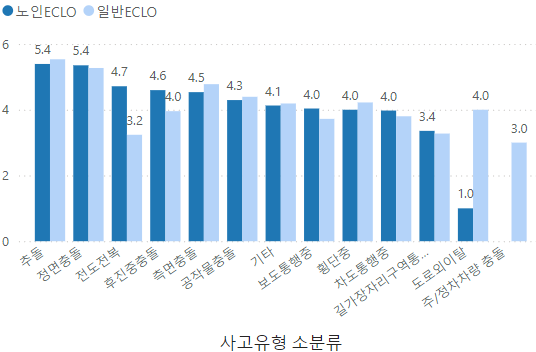 노인ECLO 일반ECLO
6
4
2
0
5.4 5.4 4.7 3.2 4.6 4.0 4.5 4.3 4.1 4.0 4.0 4.0 3.4 1.0 4.0 3.0
추돌
정면충돌
전도전복
후진중충돌
측면충돌
공작물충돌
기타
보도통행중
횡단중
차도통행중
길가장자리구역통...
도로외이탈
주/정차차량 충돌
사고유형 소분류